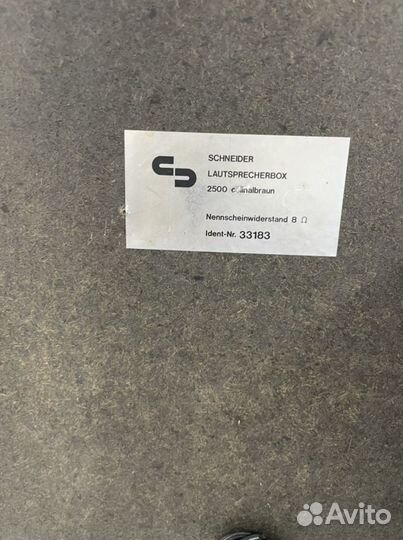 SCHNEIDER
LAUTSPRECHERBOX
2500
Nennscheinwiderstand 8 Ω
Ident-Nr. 33183
Avito